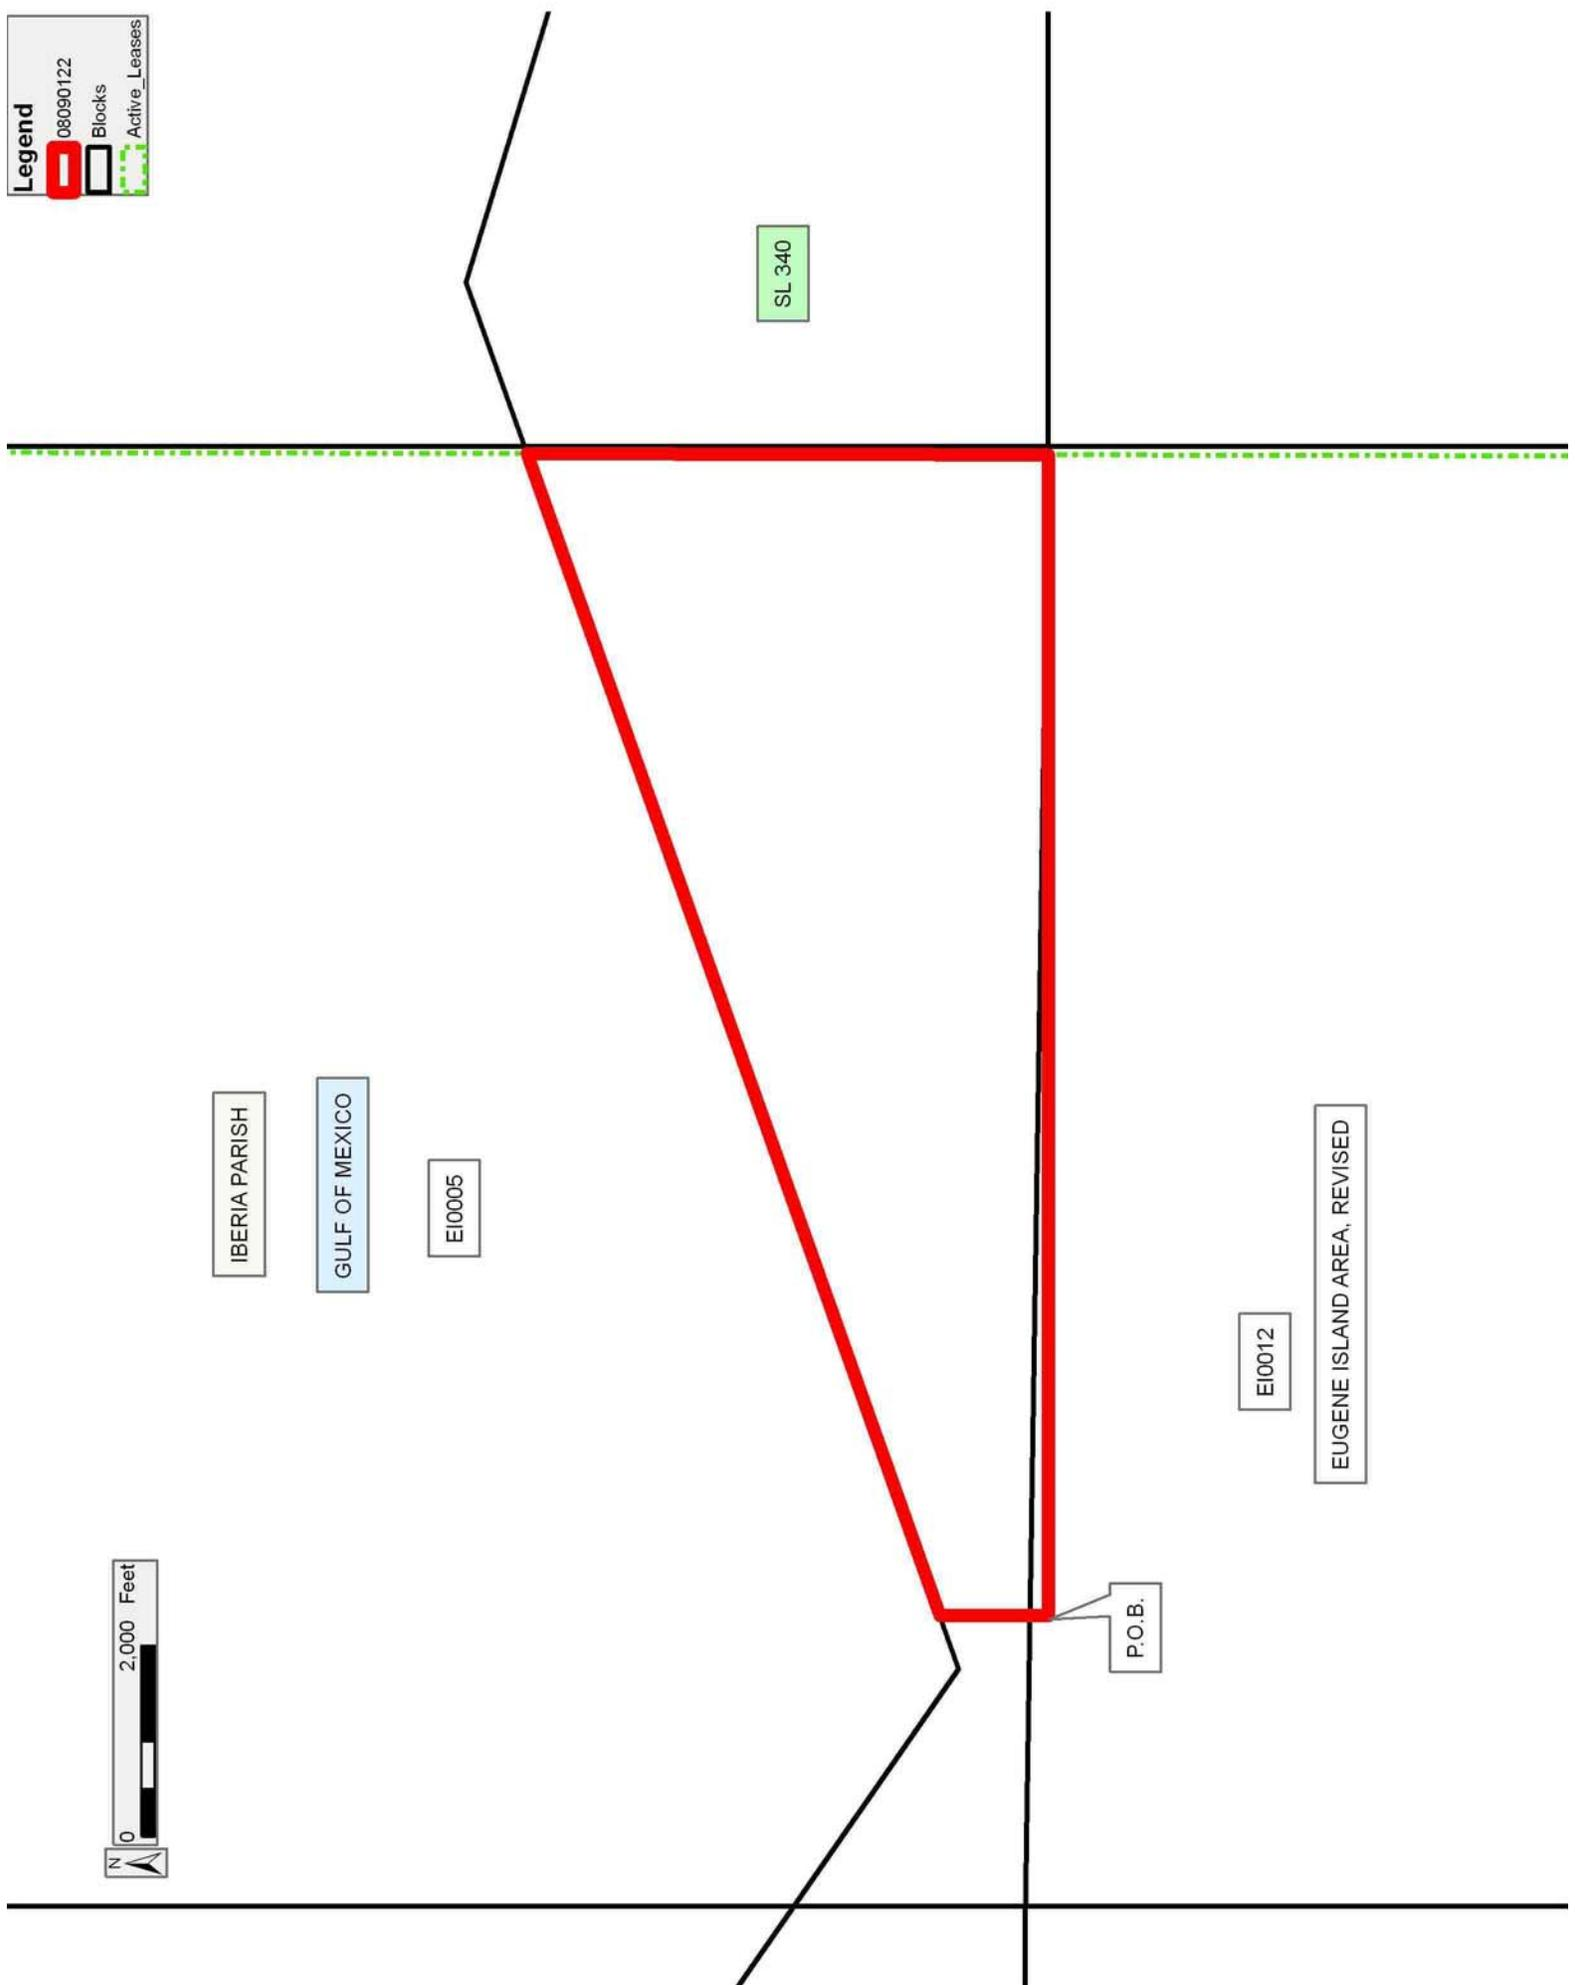 Legend
08090122
Blocks
Active_Leases
SL 340
IBERIA PARISH
GULF OF MEXICO
EI0005
EI0012
EUGENE ISLAND AREA, REVISED
P.O.B.
N
0 2,000 Feet